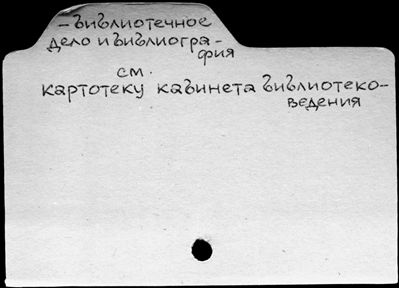 — Библиотечное
дело и библиогра-
фия
см.
картотеку кабинета библиотеко-
ведения